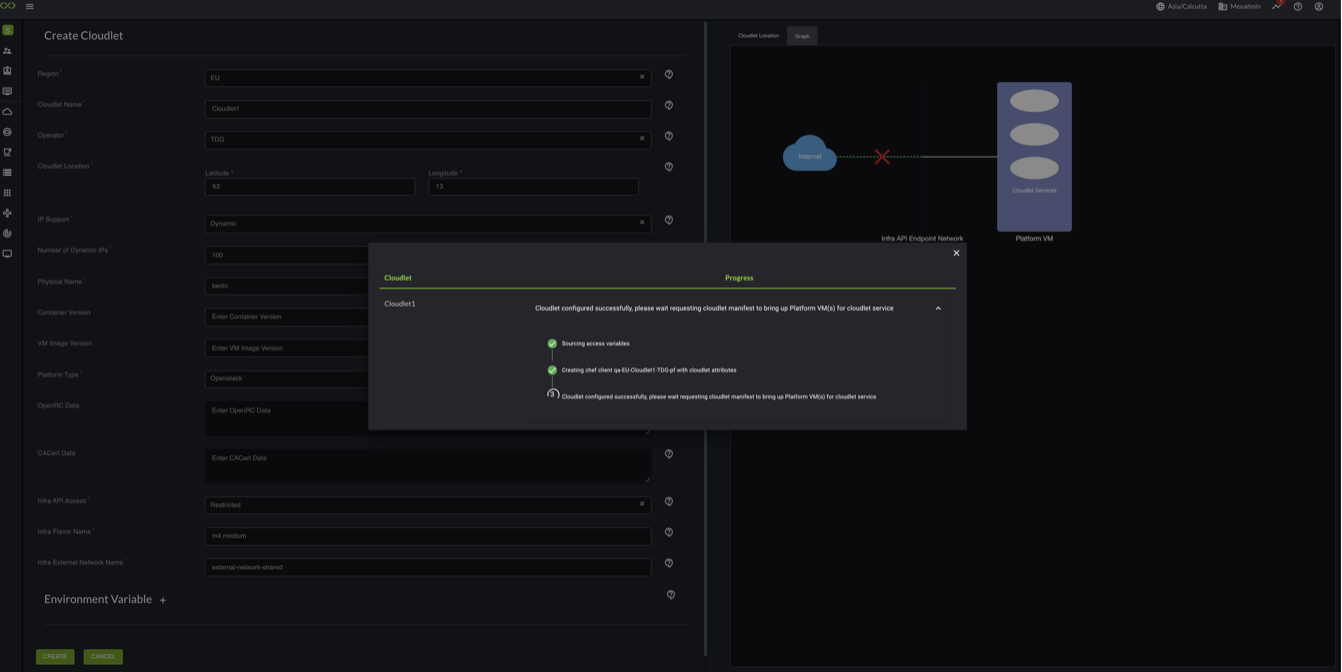 Asia/Calcutta
Mexadmin
S
Create Cloudlet
Region *
EU
Cloudlet Name *
Cloudlet1
Operator *
TDG
Cloudlet Location *
Latitude *
Longitude *
53
13
IP Support *
Dynamic
Number of Dynamic IPs *
100
Physical Name *
berlin
Container Version
Enter Container Version
VM Image Version
Enter VM Image Version
Platform Type *
Openstack
OpenRC Data
Enter OpenRC Data
CACert Data
Enter CACert Data
Infra API Access *
Restricted
Infra Flavor Name *
m4.medium
Infra External Network Name *
external-network-shared
Environment Variable +
CREATE
CANCEL
Cloudlet
Progress
Cloudlet1
Cloudlet configured successfully, please wait requesting cloudlet manifest to bring up Platform VM(s) for cloudlet service
Sourcing access variables
Creating chef client qa-EU-Cloudlet1-TDG-pf with cloudlet attributes
3
Cloudlet configured successfully, please wait requesting cloudlet manifest to bring up Platform VM(s) for cloudlet service
Cloudlet Location
Graph
Internet
Cloudlet Services
Infra API Endpoint Network
Platform VM